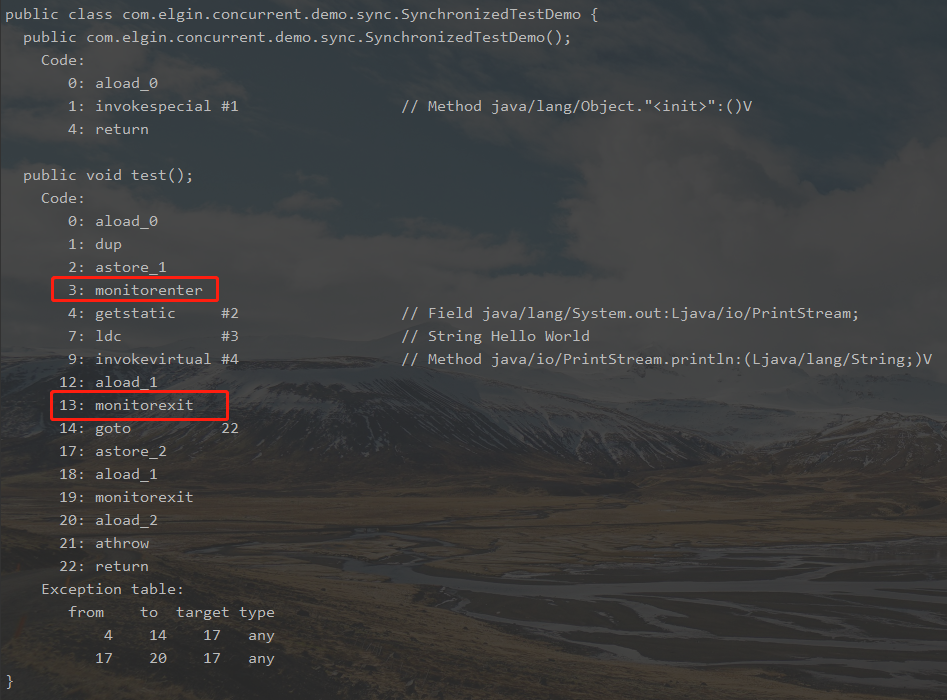 public class com.elgin.concurrent.demo.sync.SynchronizedTestDemo {
  public com.elgin.concurrent.demo.sync.SynchronizedTestDemo();
    Code:
       0: aload_0
       1: invokespecial #1                  // Method java/lang/Object."<init>":()V
       4: return

  public void test();
    Code:
       0: aload_0
       1: dup
       2: astore_1
       3: monitorenter
       4: getstatic     #2                  // Field java/lang/System.out:Ljava/io/PrintStream;
       7: ldc           #3                  // String Hello World
       9: invokevirtual #4                  // Method java/io/PrintStream.println:(Ljava/lang/String;)V
      12: aload_1
      13: monitorexit
      14: goto          22
      17: astore_2
      18: aload_1
      19: monitorexit
      20: aload_2
      21: athrow
      22: return
    Exception table:
       from    to  target type
           4    14    17   any
          17    20    17   any
}